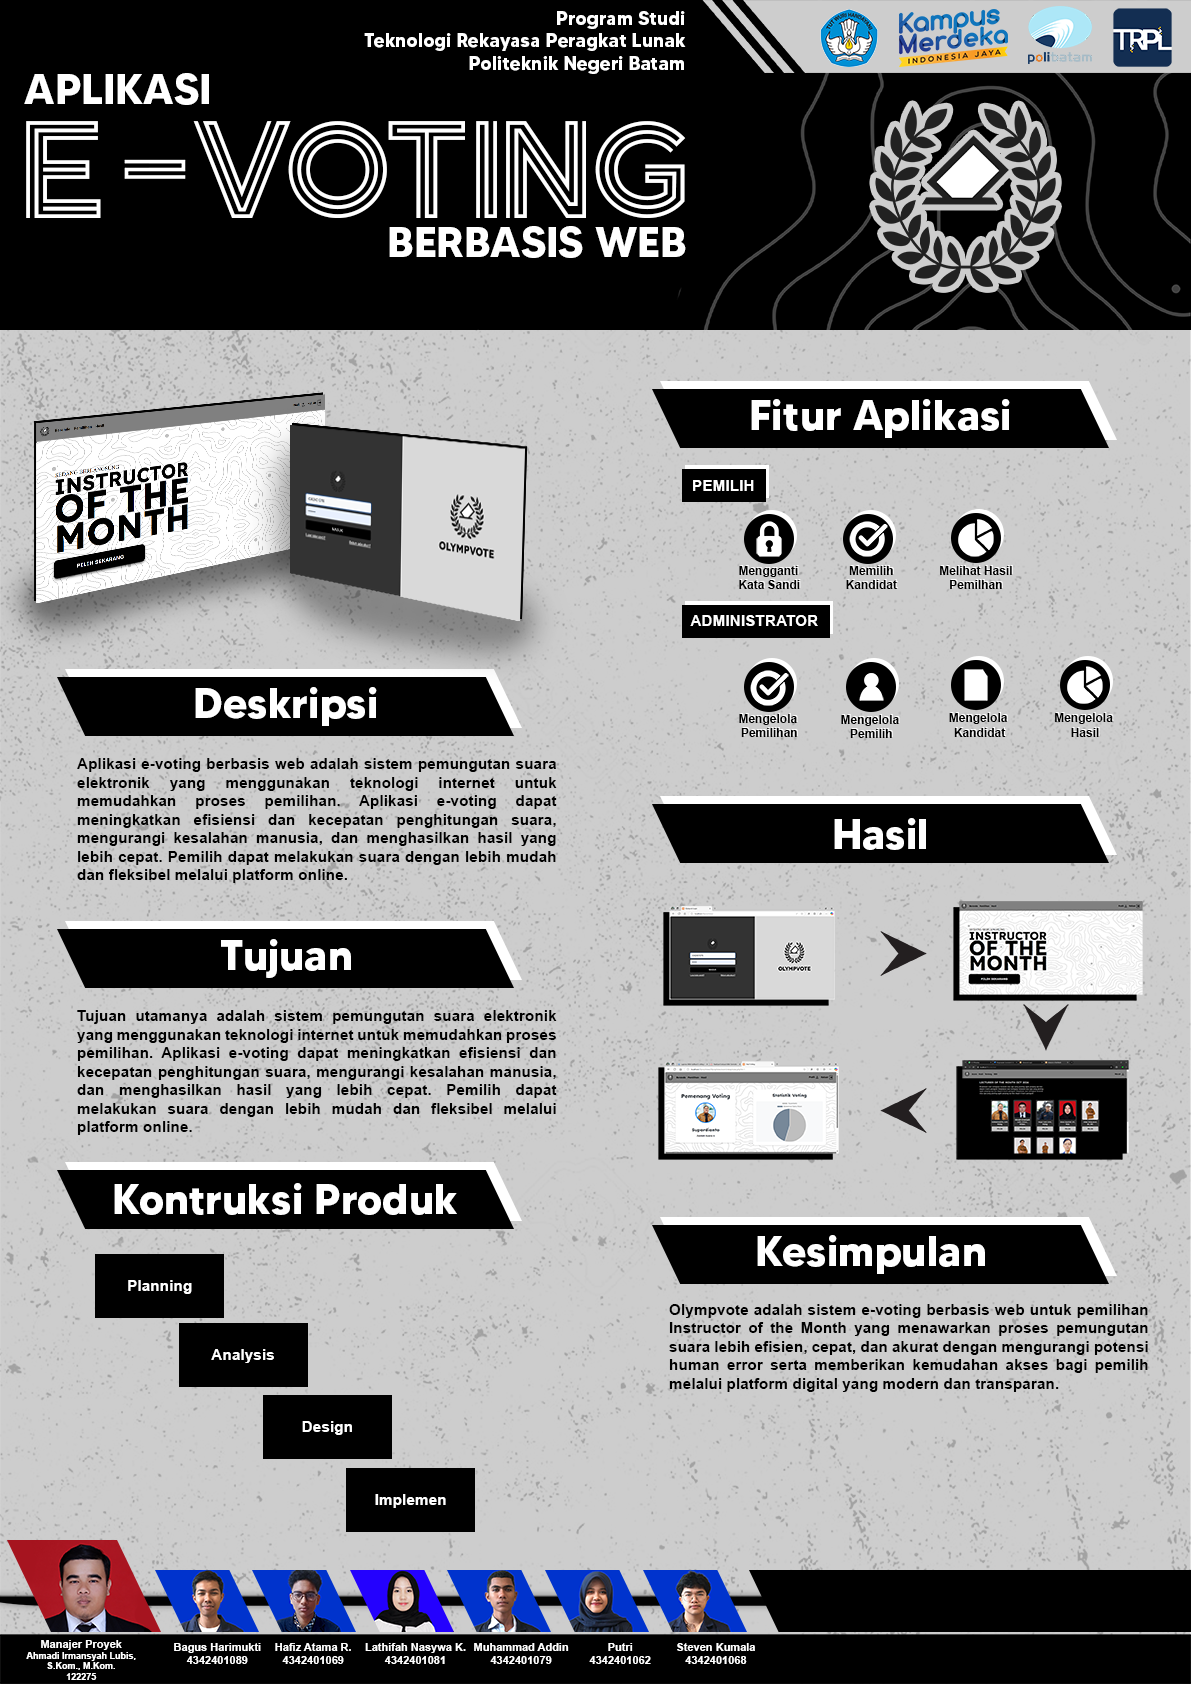 Program Studi
Teknologi Rekayasa Peragkat Lunak
Politeknik Negeri Batam
Kampus
Merdeka
INDONESIA JAYA
polibatam
TRPL
APLIKASI
E-VOTING
BERBASIS WEB
INSTRUCTOR
OF THE
MONTH
PILIH SEKARANG
MASUK
OLYMPVOTE
Deskripsi
Aplikasi e-voting berbasis web adalah sistem pemungutan suara
elektronik yang menggunakan teknologi internet untuk
memudahkan proses pemilihan. Aplikasi e-voting dapat
meningkatkan efisiensi dan kecepatan penghitungan suara,
mengurangi kesalahan manusia, dan menghasilkan hasil yang
lebih cepat. Pemilih dapat melakukan suara dengan lebih mudah
dan fleksibel melalui platform online.
Tujuan
Tujuan utamanya adalah sistem pemungutan suara elektronik
yang menggunakan teknologi internet untuk memudahkan proses
pemilihan. Aplikasi e-voting dapat meningkatkan efisiensi dan
kecepatan penghitungan suara, mengurangi kesalahan manusia,
dan menghasilkan hasil yang lebih cepat. Pemilih dapat
melakukan suara dengan lebih mudah dan fleksibel melalui
platform online.
Kontruksi Produk
Planning
Analysis
Design
Implemen
Fitur Aplikasi
PEMILIH
Mengganti
Kata Sandi
Memilih
Kandidat
Melihat Hasil
Pemilhan
ADMINISTRATOR
Mengelola
Pemilihan
Mengelola
Pemilih
Mengelola
Kandidat
Mengelola
Hasil
Hasil
OLYMPVOTE
INSTRUCTOR
OF THE
MONTH
Pemenang Voting
Supardianto
Statistik Voting
Kesimpulan
Olympvote adalah sistem e-voting berbasis web untuk pemilihan
Instructor of the Month yang menawarkan proses pemungutan
suara lebih efisien, cepat, dan akurat dengan mengurangi potensi
human error serta memberikan kemudahan akses bagi pemilih
melalui platform digital yang modern dan transparan.
Manajer Proyek
Ahmadi Irmansyah Lubis,
S.Kom., M.Kom.
122275
Bagus Harimukti
4342401089
Hafiz Atama R.
4342401069
Lathifah Nasywa K.
4342401081
Muhammad Addin
4342401079
Putri
4342401062
Steven Kumala
4342401068